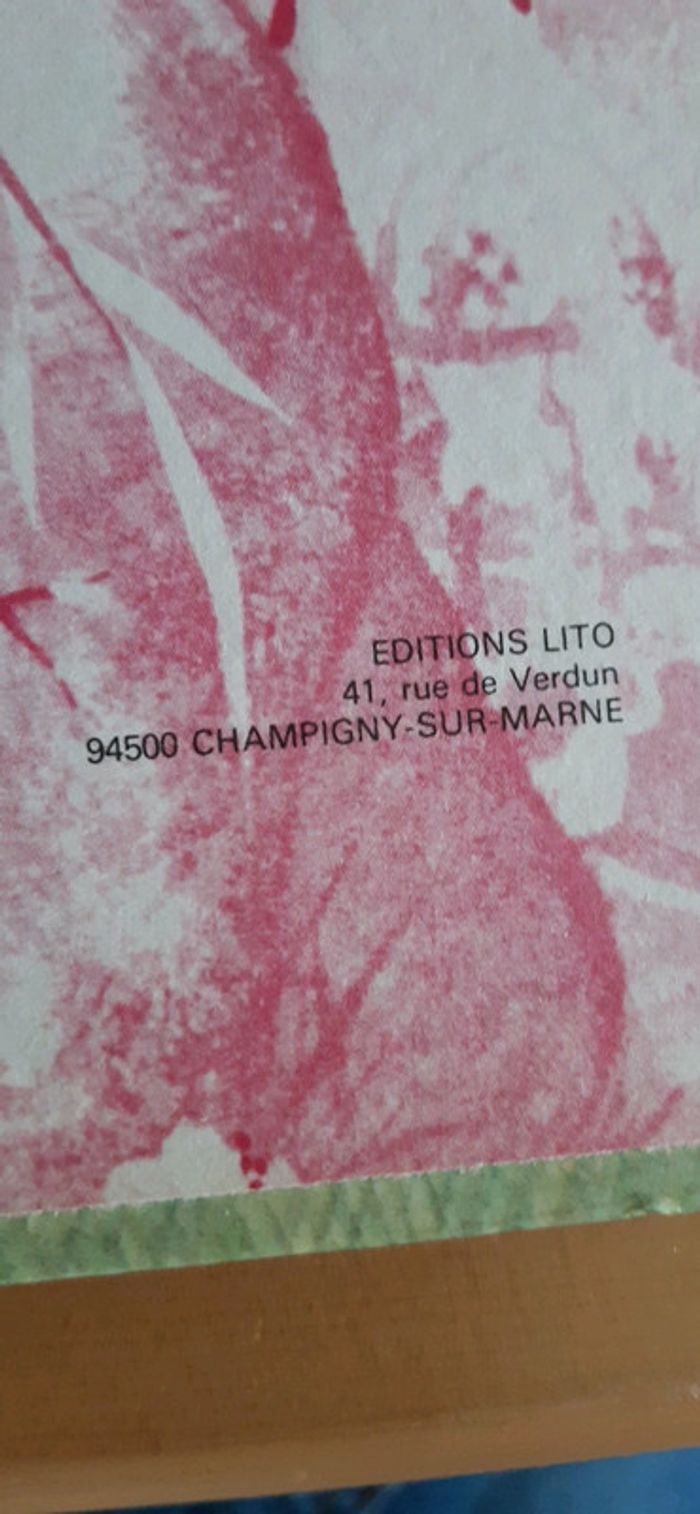 EDITIONS LITO
41, rue de Verdun
94500 CHAMPIGNY-SUR-MARNE